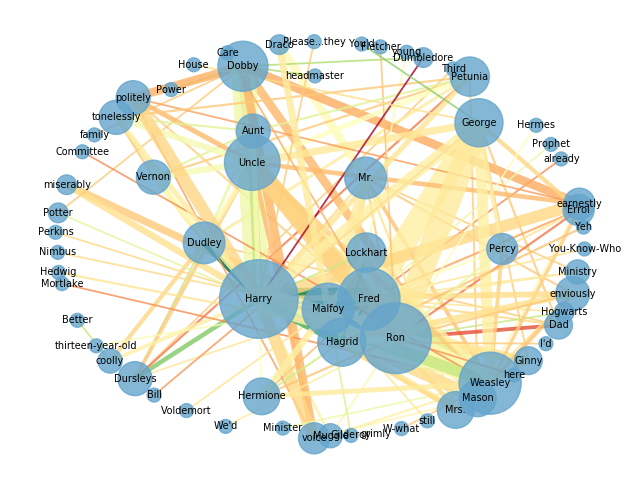 Draco
Please...they
You'd
Fletcher
young
Care
Dumbledore
House
Dobby
Third
headmaster
Petunia
Power
politely
tonelessly
George
Hermes
Aunt
family
Prophet
Committee
already
Uncle
Vernon
Mr.
miserably
earnestly
Potter
Errol
Yeh
Perkins
Dudley
Percy
You-Know-Who
Nimbus
Lockhart
Hedwig
Ministry
Mortlake
enviously
Harry
Fred
Malfoy
Hogwarts
Better
Dad
Ron
Hagrid
thirteen-year-old
I'd
coolly
Ginny
Dursleys
here
Weasley
Bill
Hermione
Mason
Voldemort
Mrs.
still
We'd
Minister
W-what
voice
Muggle
Gilderoy
grimly